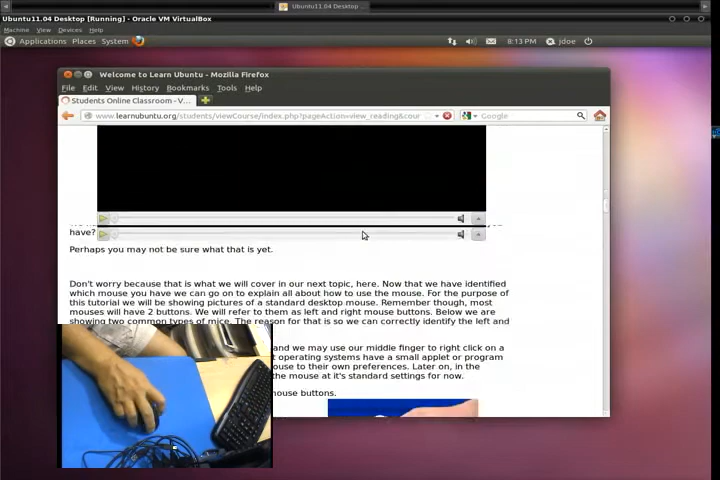 Ubuntu11.04 Desktop ...
Ubuntu11.04 Desktop [Running] - Oracle VM VirtualBox
Machine View Devices Help
Applications Places System 8:13 PM jdoe
Welcome to Learn Ubuntu - Mozilla Firefox
File Edit View History Bookmarks Tools Help
Students Online Classroom - V...
www.learnubuntu.org/students/viewCourse/index.php?pageAction=view_reading&cour Google
have?
Perhaps you may not be sure what that is yet.
Don't worry because that is what we will cover in our next topic, here. Now that we have identified
which mouse you have we can go on to explain all about how to use the mouse. For the purpose of
this tutorial we will be showing pictures of a standard desktop mouse. Remember though, most
mouses will have 2 buttons. We will refer to them as left and right mouse buttons. Below we are
showing two common types of mice. The reason for that is so we can correctly identify the left and
and we may use our middle finger to right click on a
t operating systems have a small applet or program
ouse to their own preferences. Later on, in the
the mouse at it's standard settings for now.
mouse buttons.